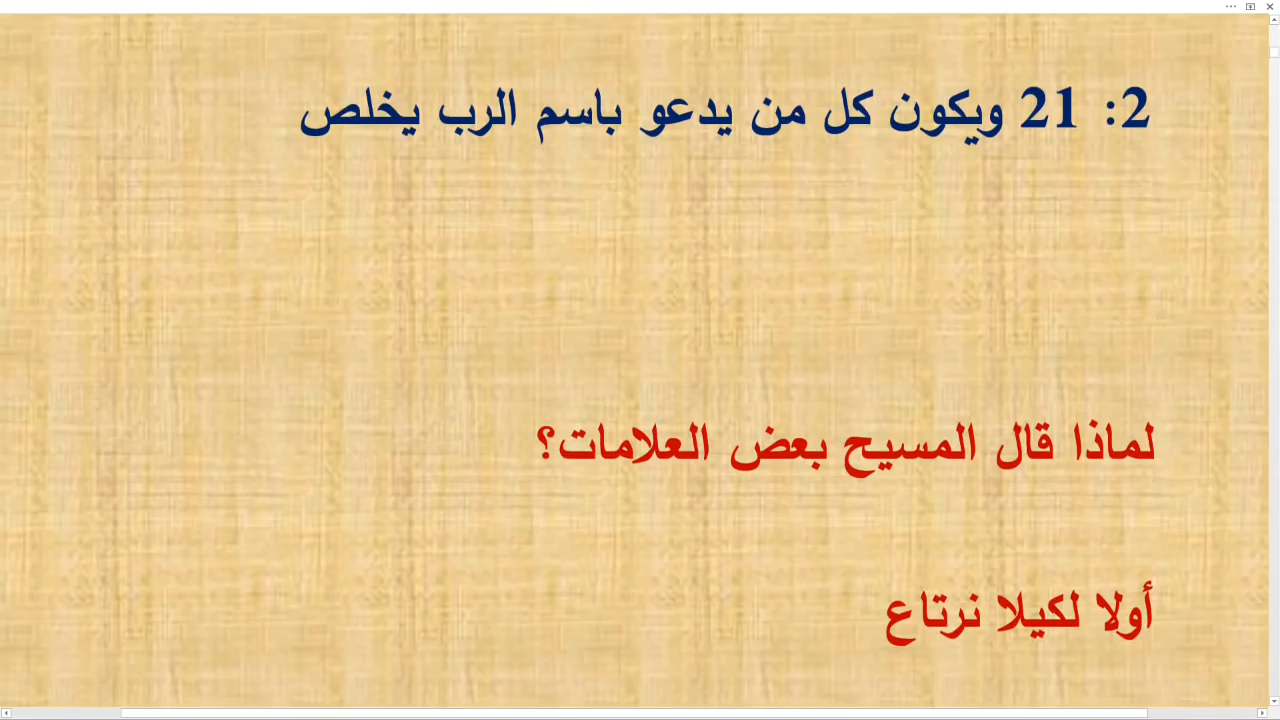 2: 21 ويكون كل من يدعو باسم الرب يخلص
لماذا قال المسيح بعض العلامات؟
أولا لكيلا نرتاع